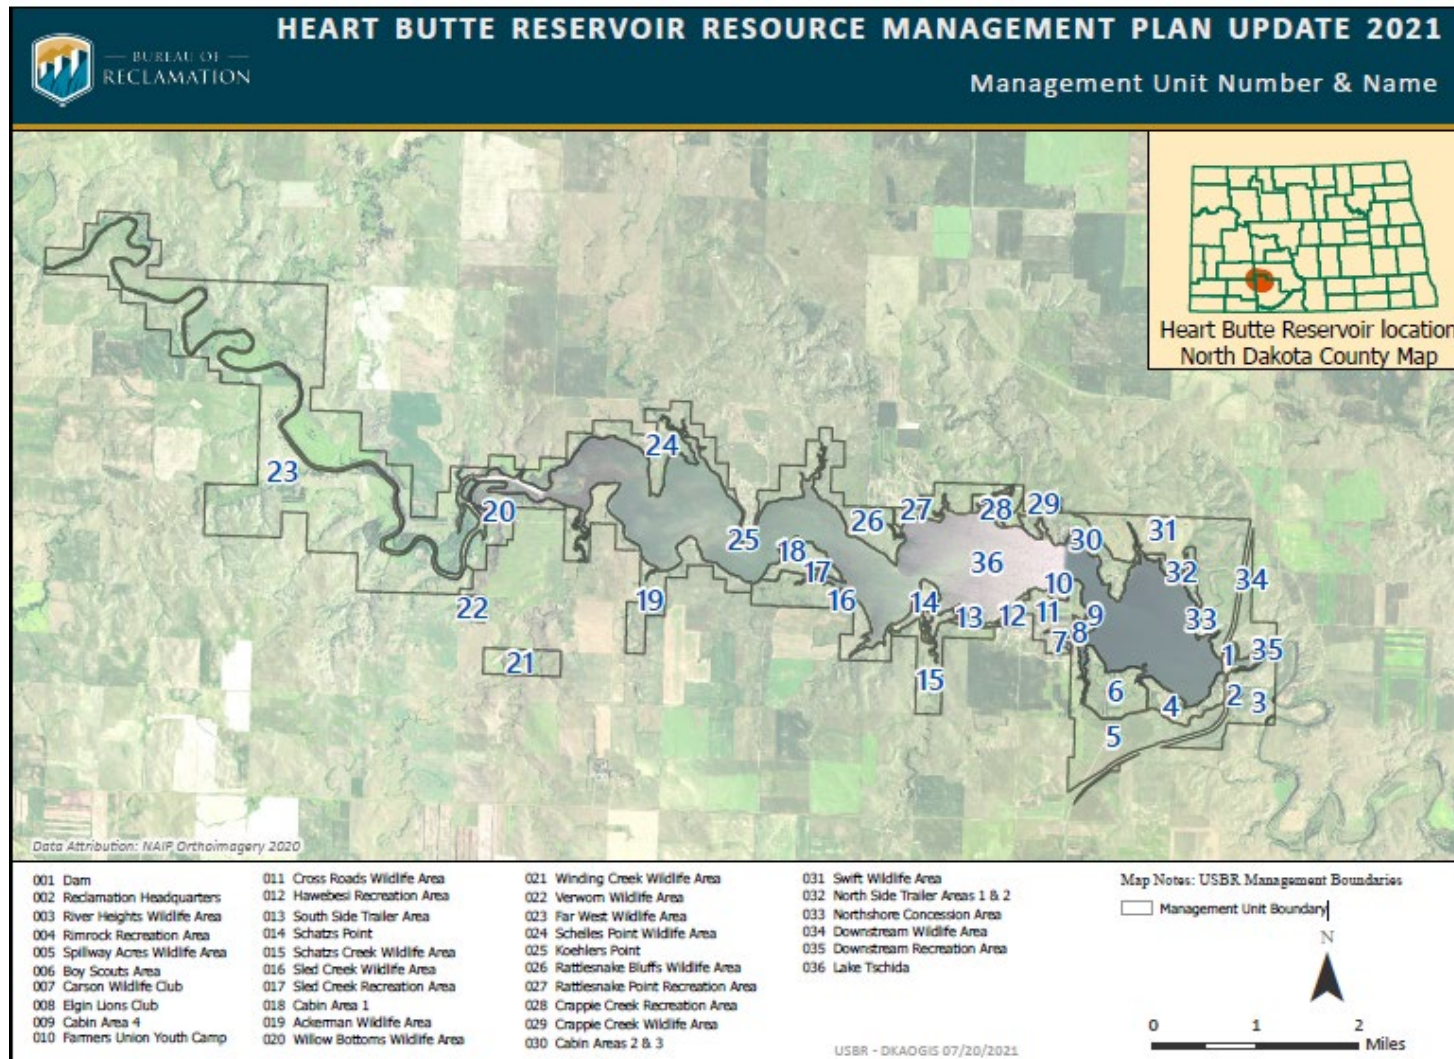 HEART BUTTE RESERVOIR RESOURCE MANAGEMENT PLAN UPDATE 2021
— BUREAU OF —
RECLAMATION
Management Unit Number & Name
Heart Butte Reservoir location
North Dakota County Map
24
23
20
25
26
27
28
29
30
31
18
17
36
32
34
10
22
19
16
14
13
12
11
9
33
7
8
21
15
1
35
6
4
2
3
5
Data Attribution: NAIP Orthoimagery 2020
001 Dam
002 Reclamation Headquarters
003 River Heights Wildlife Area
004 Rimrock Recreation Area
005 Spillway Acres Wildlife Area
006 Boy Scouts Area
007 Carson Wildlife Club
008 Elgin Lions Club
009 Cabin Area 4
010 Farmers Union Youth Camp
011 Cross Roads Wildlife Area
012 Hawebesi Recreation Area
013 South Side Trailer Area
014 Schatzs Point
015 Schatzs Creek Wildlife Area
016 Sled Creek Wildlife Area
017 Sled Creek Recreation Area
018 Cabin Area 1
019 Ackerman Wildlife Area
020 Willow Bottoms Wildlife Area
021 Winding Creek Wildlife Area
022 Verworn Wildlife Area
023 Far West Wildlife Area
024 Schelles Point Wildlife Area
025 Koehlers Point
026 Rattlesnake Bluffs Wildlife Area
027 Rattlesnake Point Recreation Area
028 Crappie Creek Recreation Area
029 Crappie Creek Wildlife Area
030 Cabin Areas 2 & 3
031 Swift Wildlife Area
032 North Side Trailer Areas 1 & 2
033 Northshore Concession Area
034 Downstream Wildlife Area
035 Downstream Recreation Area
036 Lake Tschida
USBR - DKAOGIS 07/20/2021
Map Notes: USBR Management Boundaries
Management Unit Boundary
N
0 1 2
Miles